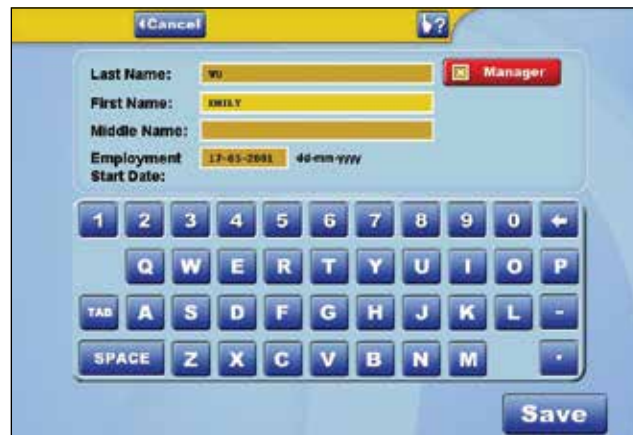 Cancel ?
Last Name: WU Manager
First Name: EMILY
Middle Name:
Employment Start Date: 17-03-2001 dd-mm-yyyy
1 2 3 4 5 6 7 8 9 0
Q W E R T Y U I O P
TAB A S D F G H J K L -
SPACE Z X C V B N M .
Save